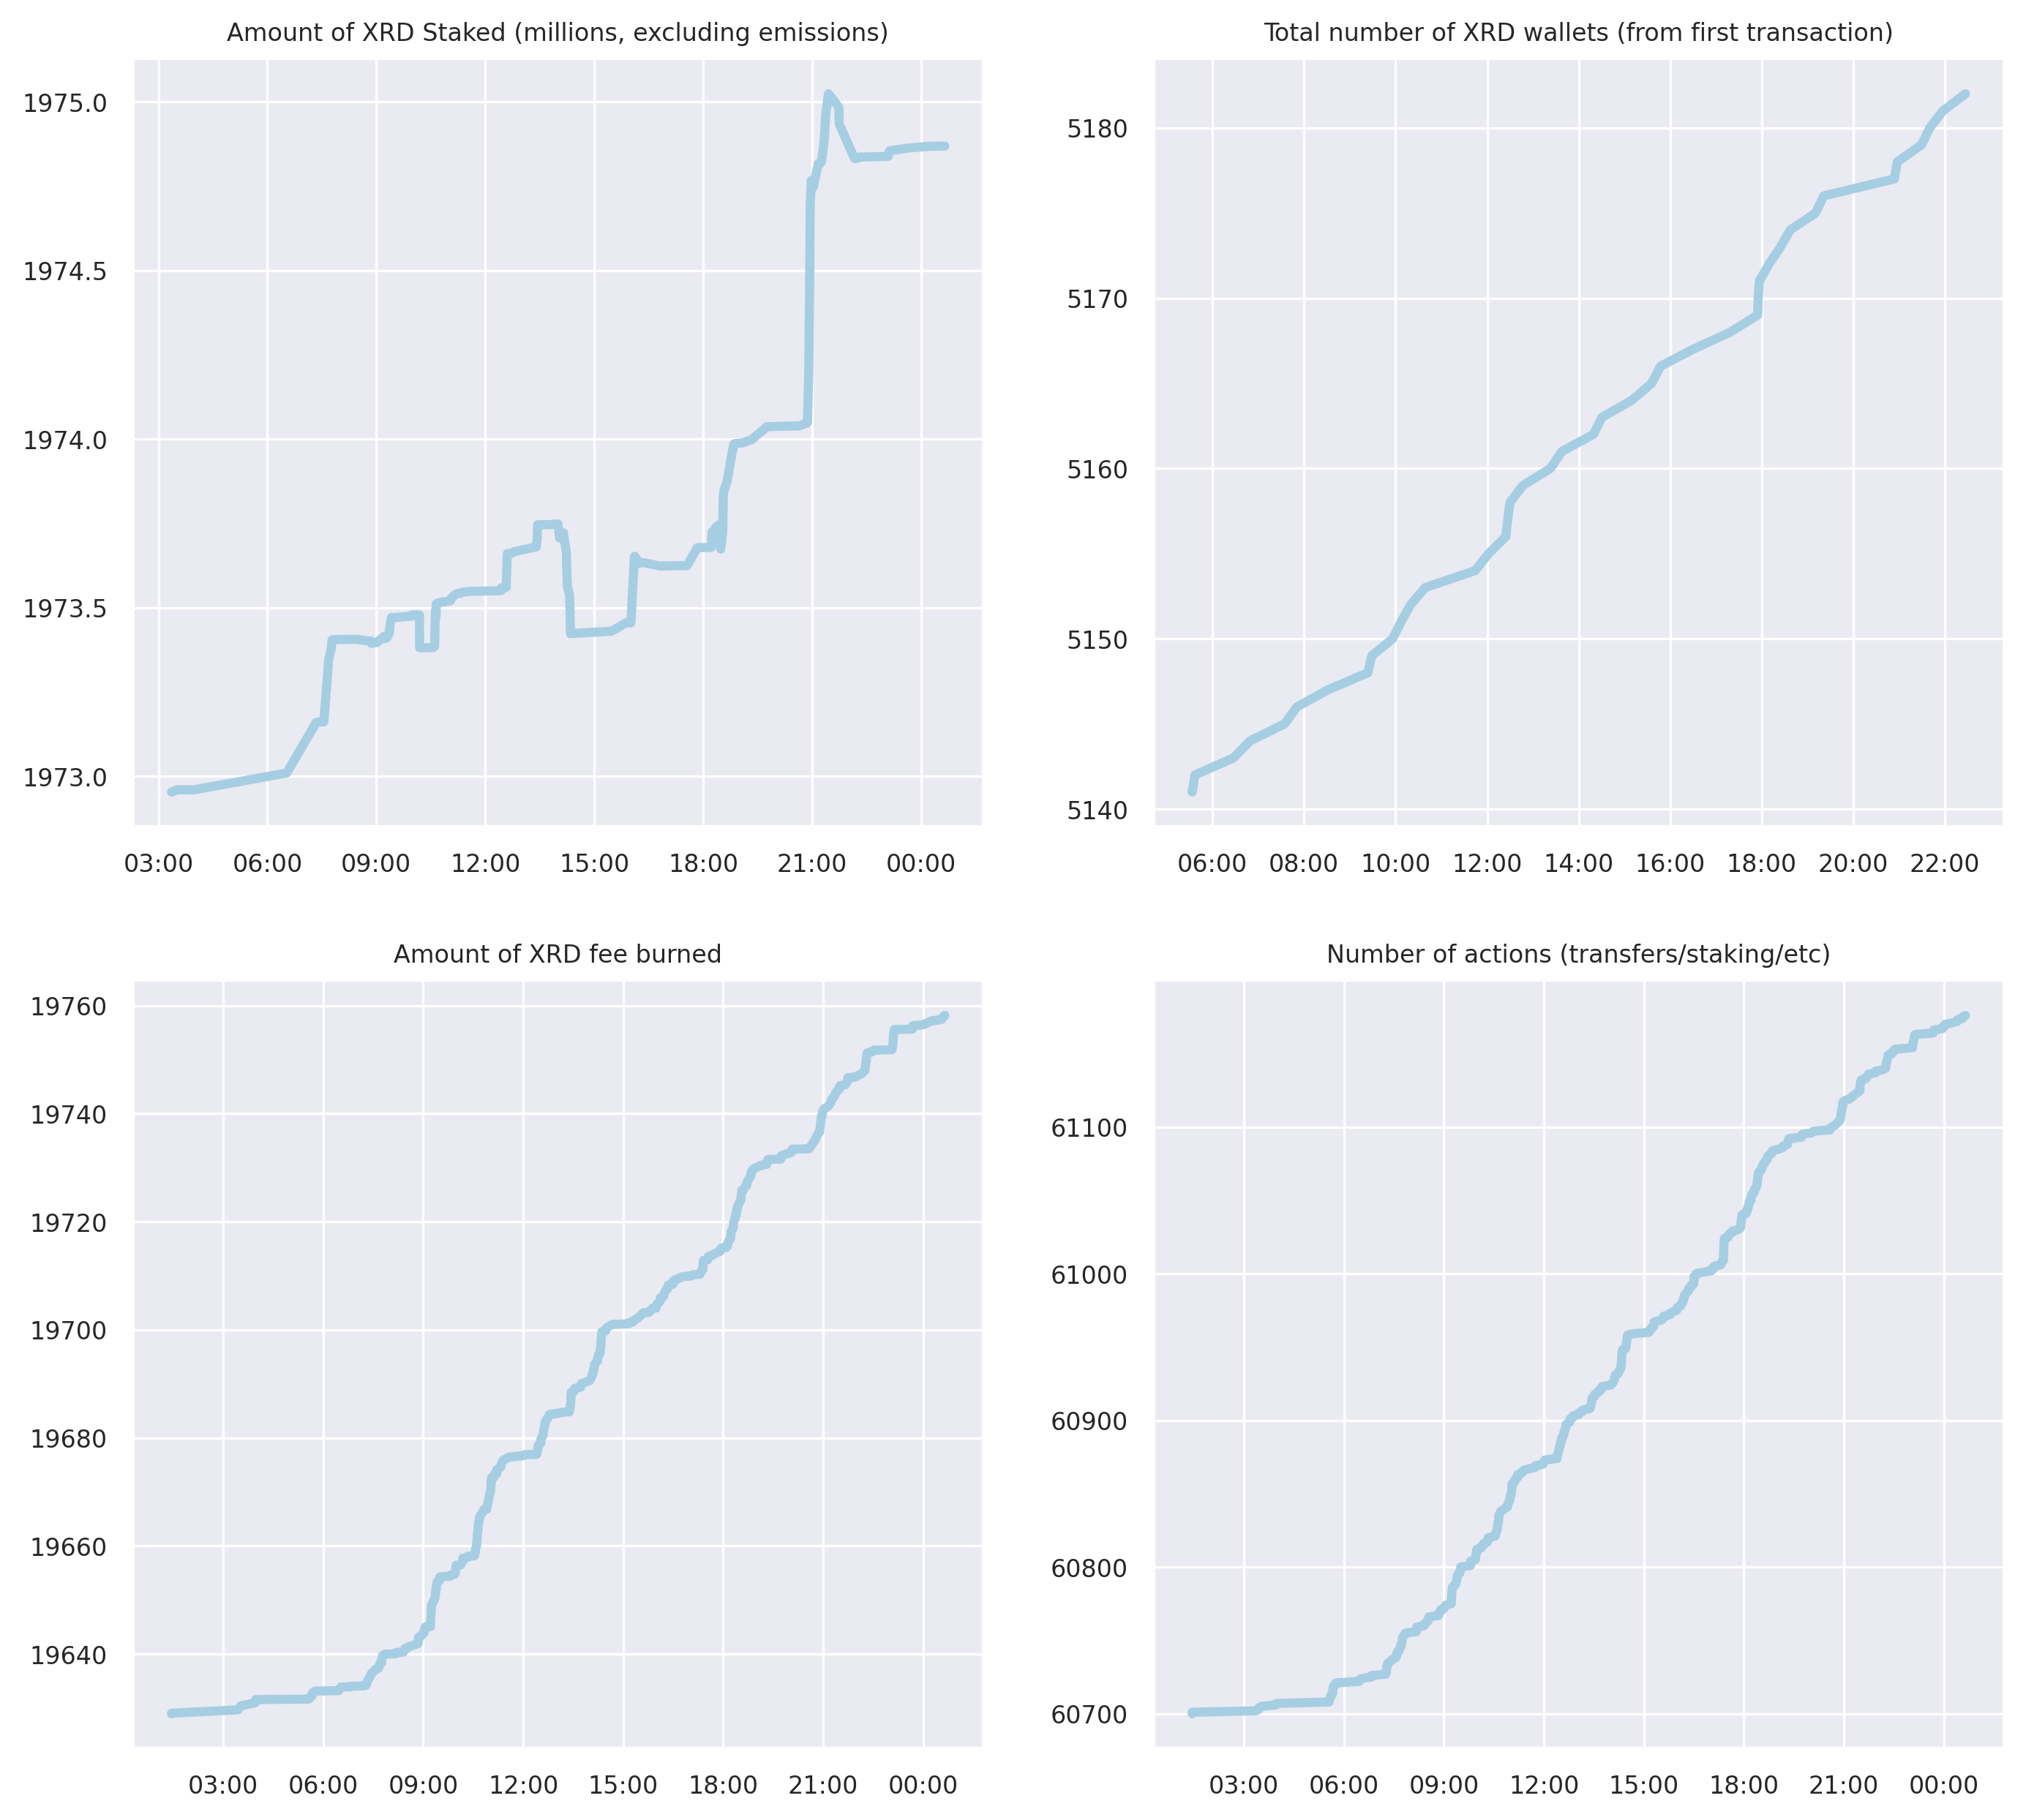 Amount of XRD Staked (millions, excluding emissions)
1975.0
1974.5
1974.0
1973.5
1973.0
03:00 06:00 09:00 12:00 15:00 18:00 21:00 00:00
Total number of XRD wallets (from first transaction)
5180
5170
5160
5150
5140
06:00 08:00 10:00 12:00 14:00 16:00 18:00 20:00 22:00
Amount of XRD fee burned
19760
19740
19720
19700
19680
19660
19640
03:00 06:00 09:00 12:00 15:00 18:00 21:00 00:00
Number of actions (transfers/staking/etc)
61100
61000
60900
60800
60700
03:00 06:00 09:00 12:00 15:00 18:00 21:00 00:00